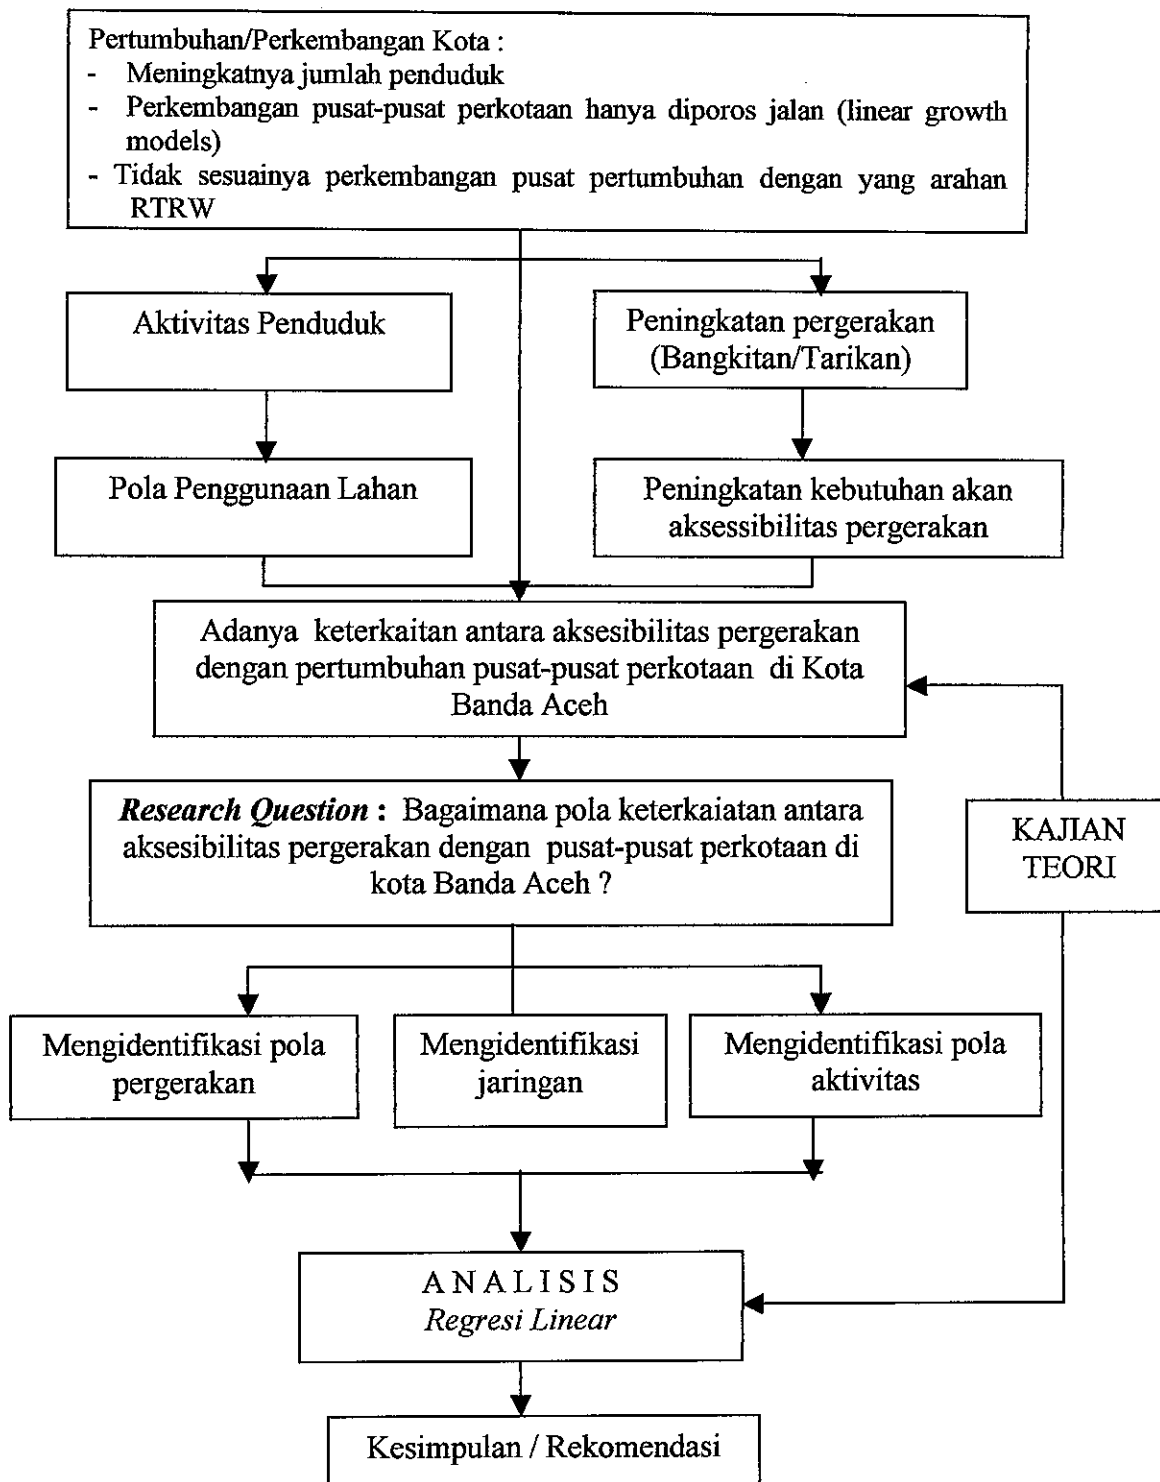 Pertumbuhan/Perkembangan Kota :
- Meningkatnya jumlah penduduk
- Perkembangan pusat-pusat perkotaan hanya diporos jalan (linear growth
models)
- Tidak sesuainya perkembangan pusat pertumbuhan dengan yang arahan
RTRW
Aktivitas Penduduk
Peningkatan pergerakan
(Bangkitan/Tarikan)
Pola Penggunaan Lahan
Peningkatan kebutuhan akan
aksessibilitas pergerakan
Adanya keterkaitan antara aksesibilitas pergerakan
dengan pertumbuhan pusat-pusat perkotaan di Kota
Banda Aceh
Research Question : Bagaimana pola keterkaiatan antara
aksesibilitas pergerakan dengan pusat-pusat perkotaan di
kota Banda Aceh ?
KAJIAN
TEORI
Mengidentifikasi pola
pergerakan
Mengidentifikasi
jaringan
Mengidentifikasi pola
aktivitas
A N A L I S I S
Regresi Linear
Kesimpulan / Rekomendasi